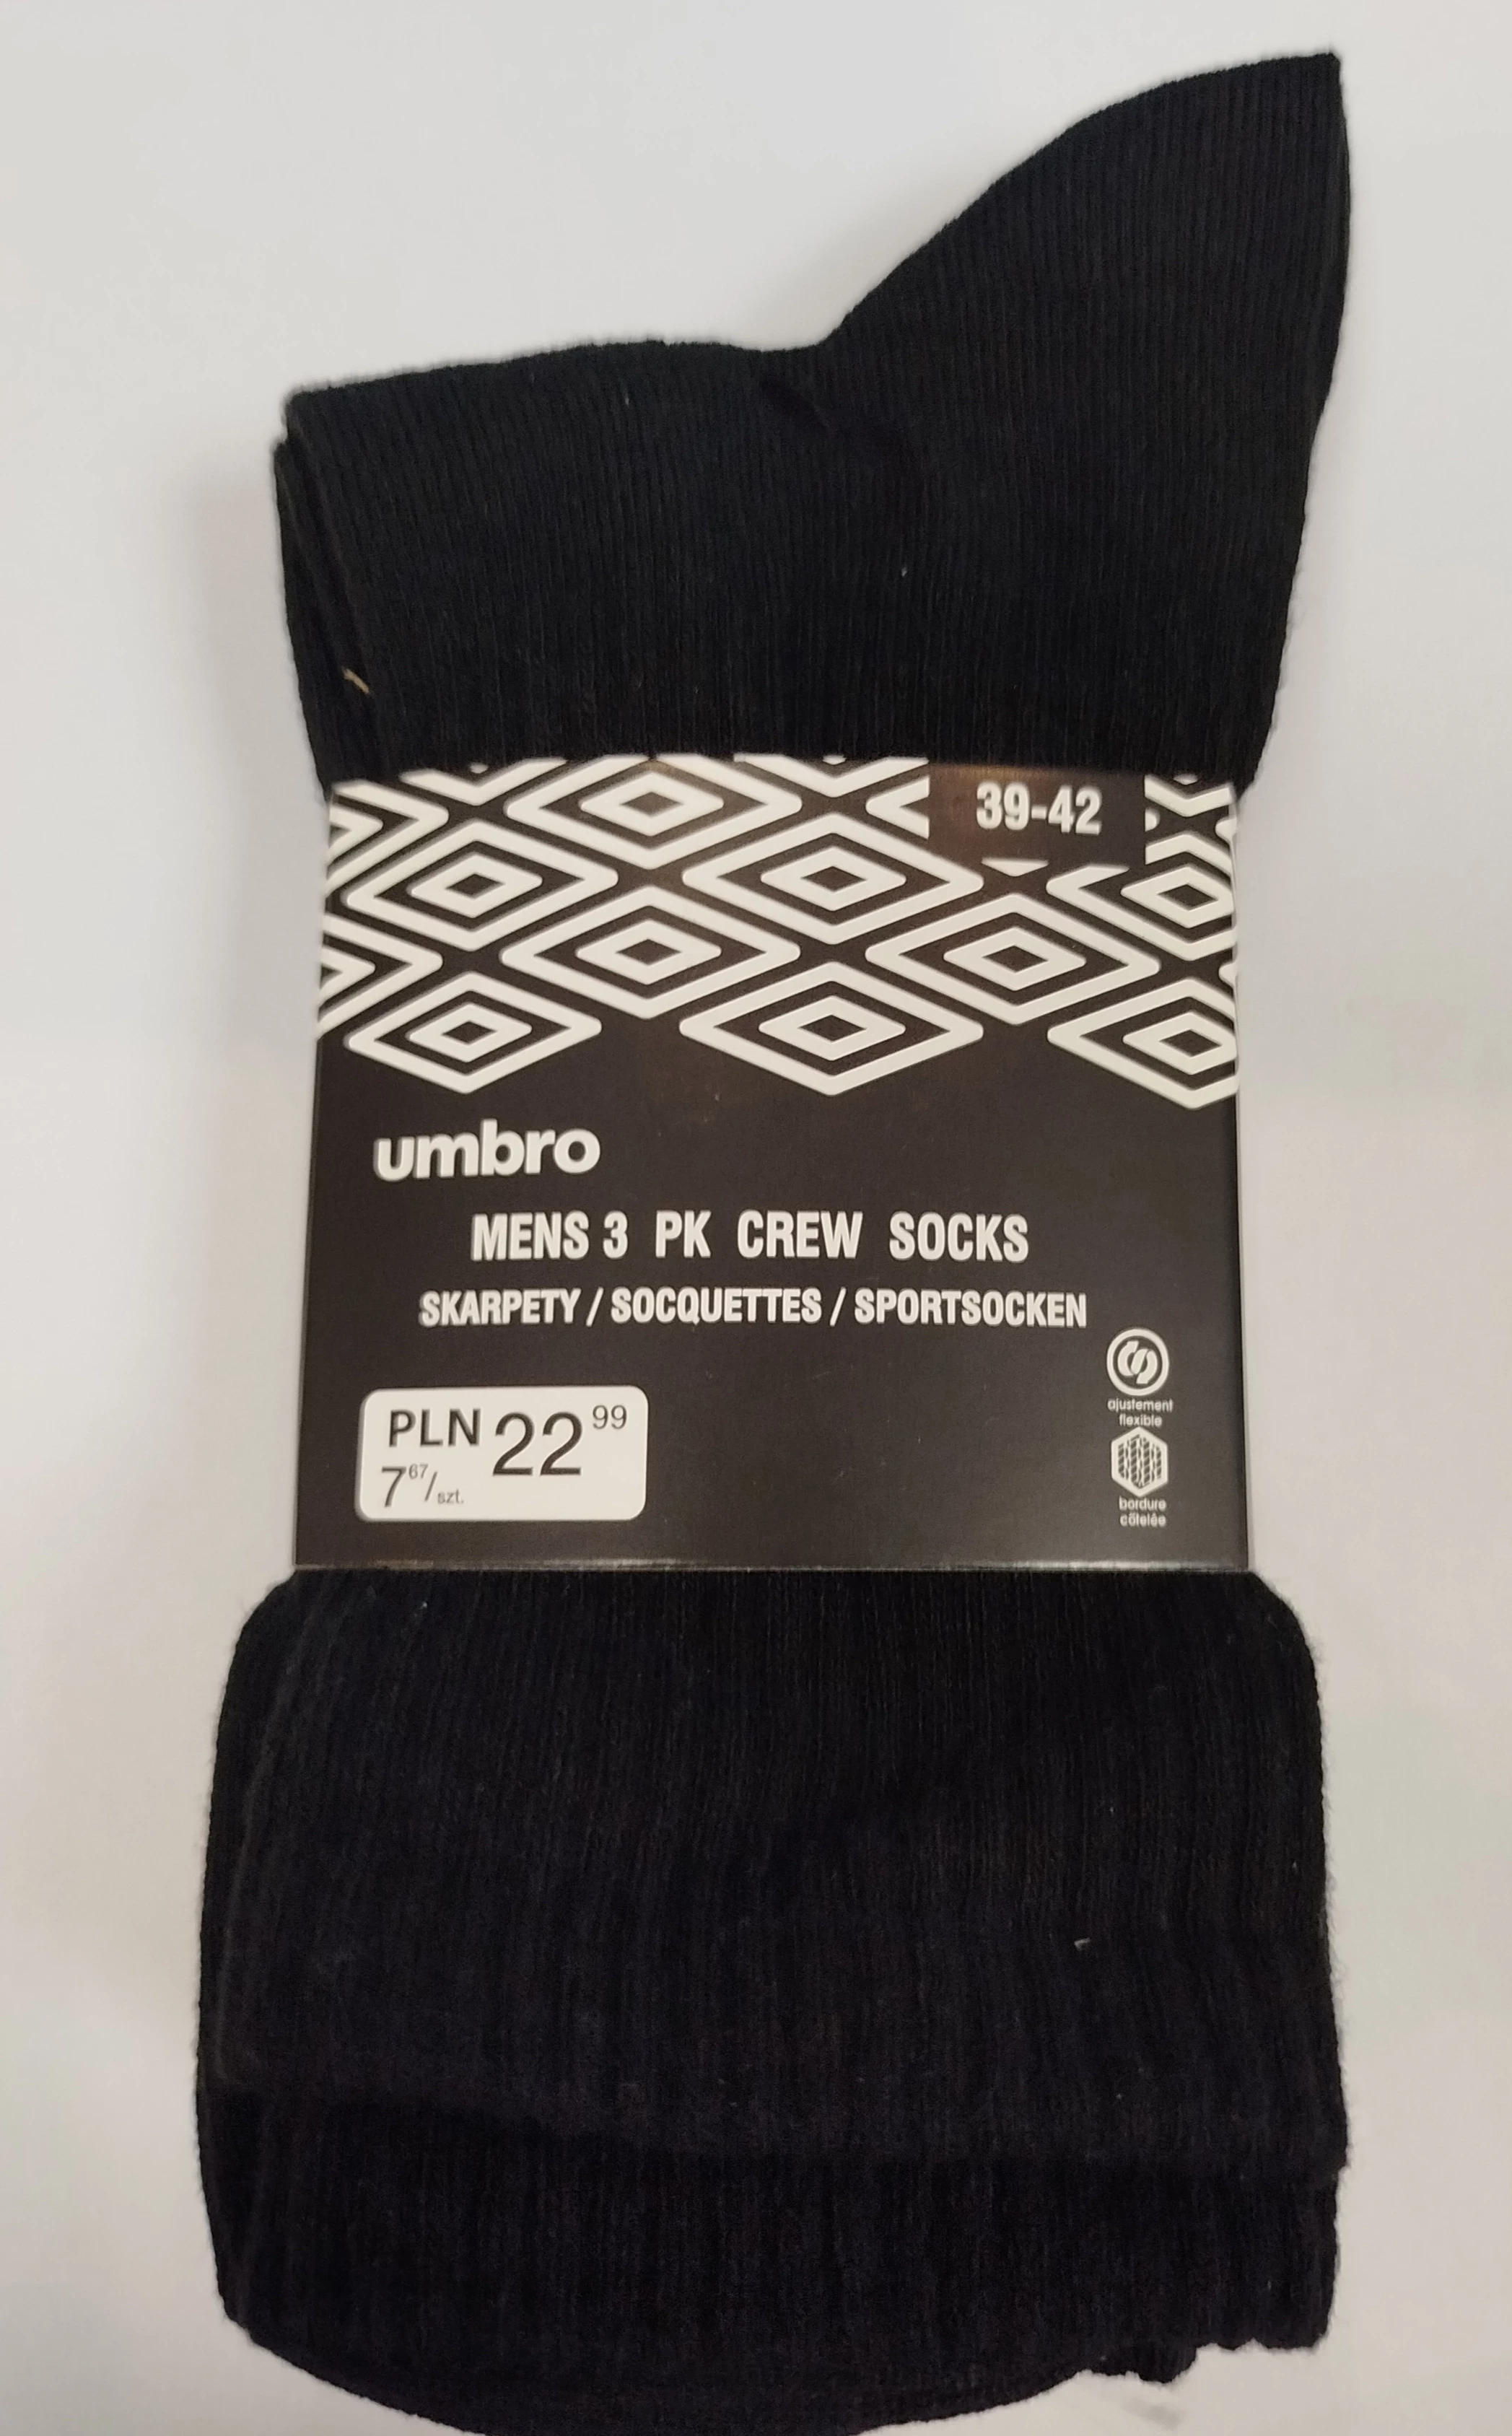 39-42
umbro
MENS 3 PK CREW SOCKS
SKARPETY / SOCQUETTES / SPORTSOCKEN
ajustement
flexible
PLN 22 99
7 67/szt.
bordure
côtelée